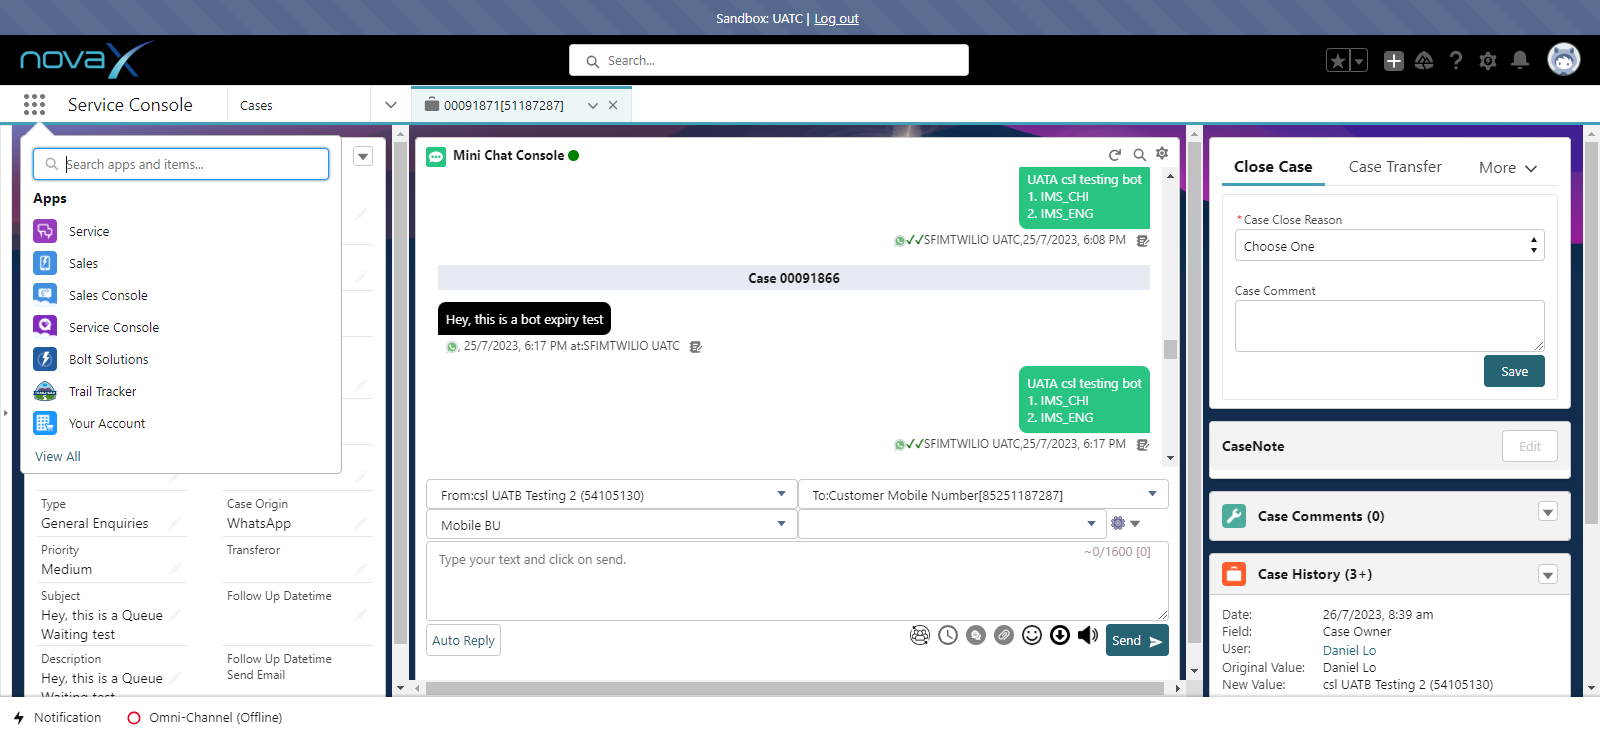 Sandbox: UATC | Log out
novaX
Search...
Service Console
Cases
00091871[51187287]
Search apps and items...
Apps
Service
Sales
Sales Console
Service Console
Bolt Solutions
Trail Tracker
Your Account
View All
Type
General Enquiries
Case Origin
WhatsApp
Priority
Medium
Transferor
Subject
Hey, this is a Queue
Waiting test
Follow Up Datetime
Description
Hey, this is a Queue
Waiting test
Follow Up Datetime
Send Email
Mini Chat Console
UATA csl testing bot
1. IMS_CHI
2. IMS_ENG
SFIMTWILIO UATC,25/7/2023, 6:08 PM
Case 00091866
Hey, this is a bot expiry test
, 25/7/2023, 6:17 PM at:SFIMTWILIO UATC
UATA csl testing bot
1. IMS_CHI
2. IMS_ENG
SFIMTWILIO UATC,25/7/2023, 6:17 PM
From:csl UATB Testing 2 (54105130)
To:Customer Mobile Number[85251187287]
Mobile BU
Type your text and click on send.
~0/1600 [0]
Auto Reply
Send
Close Case
Case Transfer
More
*Case Close Reason
Choose One
Case Comment
Save
CaseNote
Edit
Case Comments (0)
Case History (3+)
Date: 26/7/2023, 8:39 am
Field: Case Owner
User: Daniel Lo
Original Value: Daniel Lo
New Value: csl UATB Testing 2 (54105130)
Notification
Omni-Channel (Offline)